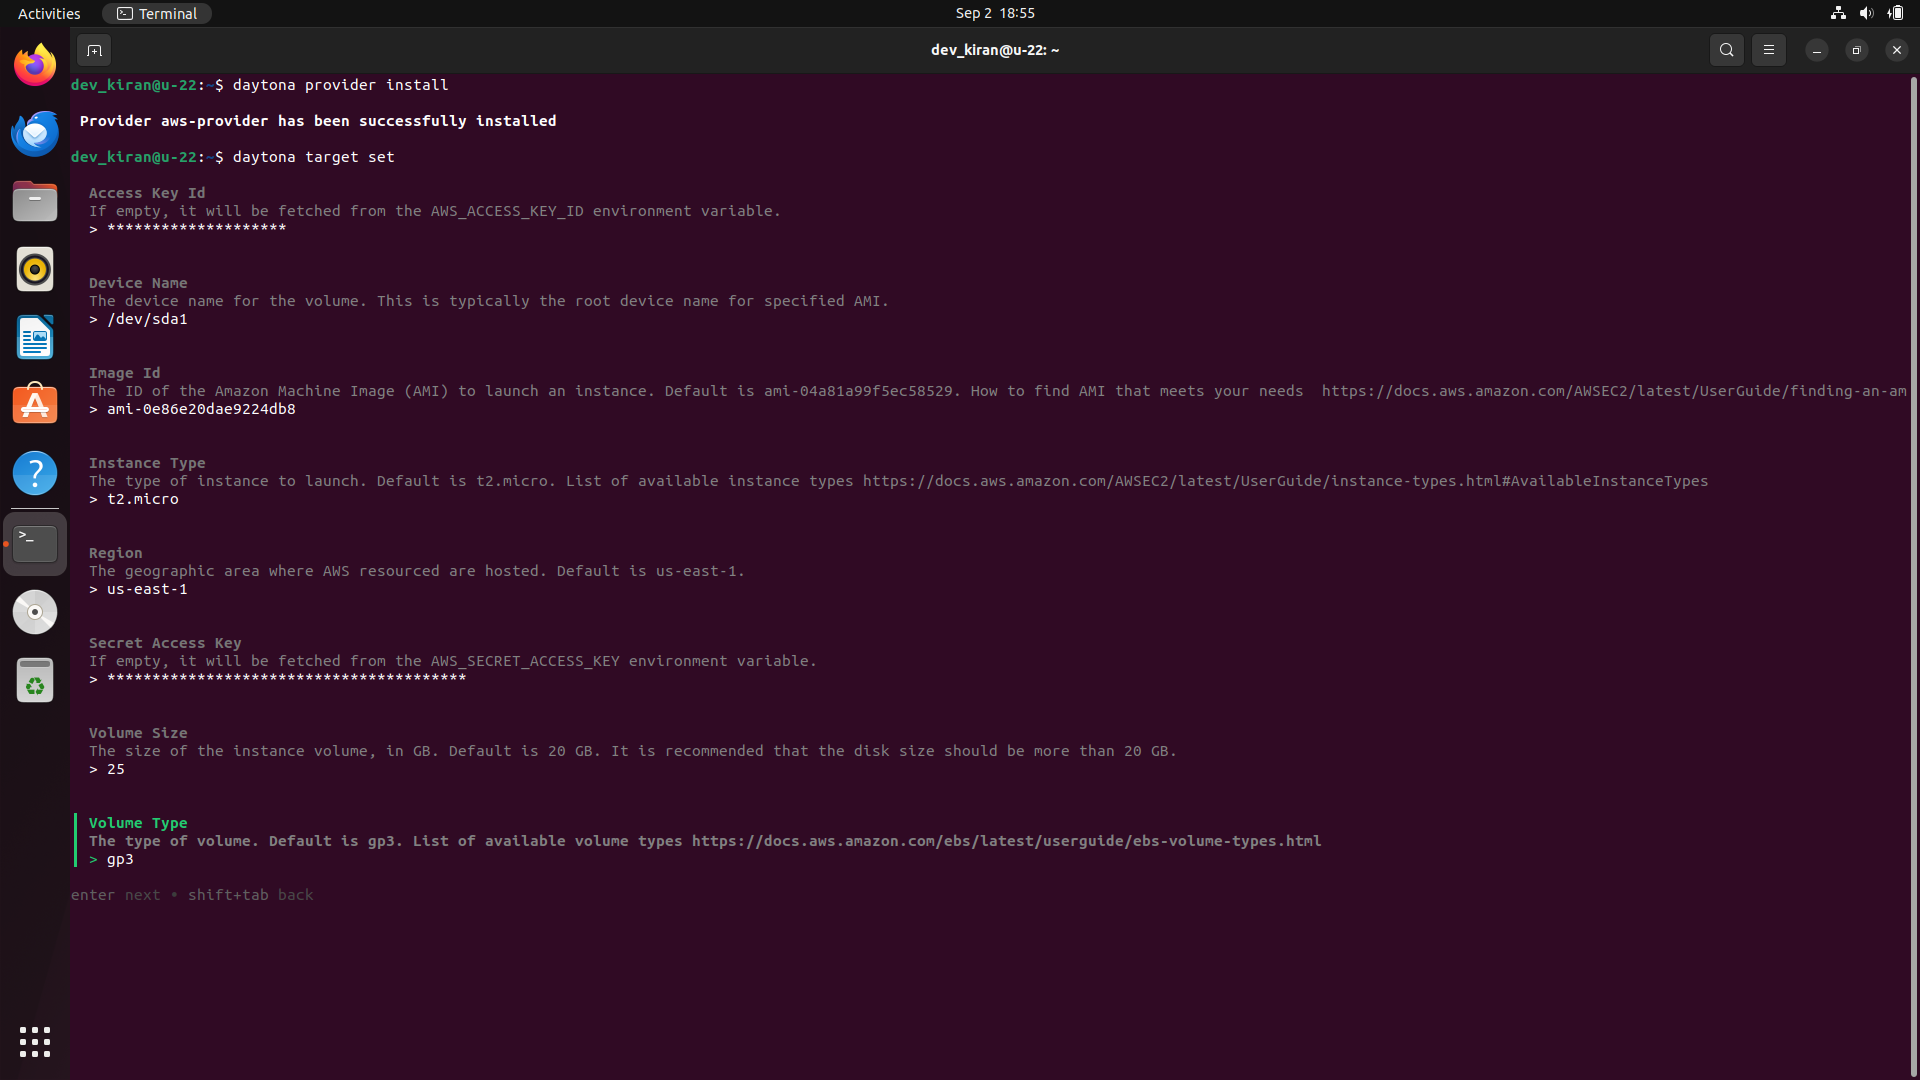 Activities
Terminal
Sep 2 18:55
dev_kiran@u-22: ~
dev_kiran@u-22:~$ daytona provider install
Provider aws-provider has been successfully installed
dev_kiran@u-22:~$ daytona target set
Access Key Id
If empty, it will be fetched from the AWS_ACCESS_KEY_ID environment variable.
> ********************
Device Name
The device name for the volume. This is typically the root device name for specified AMI.
> /dev/sda1
Image Id
The ID of the Amazon Machine Image (AMI) to launch an instance. Default is ami-04a81a99f5ec58529. How to find AMI that meets your needs  https://docs.aws.amazon.com/AWSEC2/latest/UserGuide/finding-an-am
> ami-0e86e20dae9224db8
Instance Type
The type of instance to launch. Default is t2.micro. List of available instance types https://docs.aws.amazon.com/AWSEC2/latest/UserGuide/instance-types.html#AvailableInstanceTypes
> t2.micro
Region
The geographic area where AWS resourced are hosted. Default is us-east-1.
> us-east-1
Secret Access Key
If empty, it will be fetched from the AWS_SECRET_ACCESS_KEY environment variable.
> ****************************************
Volume Size
The size of the instance volume, in GB. Default is 20 GB. It is recommended that the disk size should be more than 20 GB.
> 25
Volume Type
The type of volume. Default is gp3. List of available volume types https://docs.aws.amazon.com/ebs/latest/userguide/ebs-volume-types.html
> gp3
enter next • shift+tab back